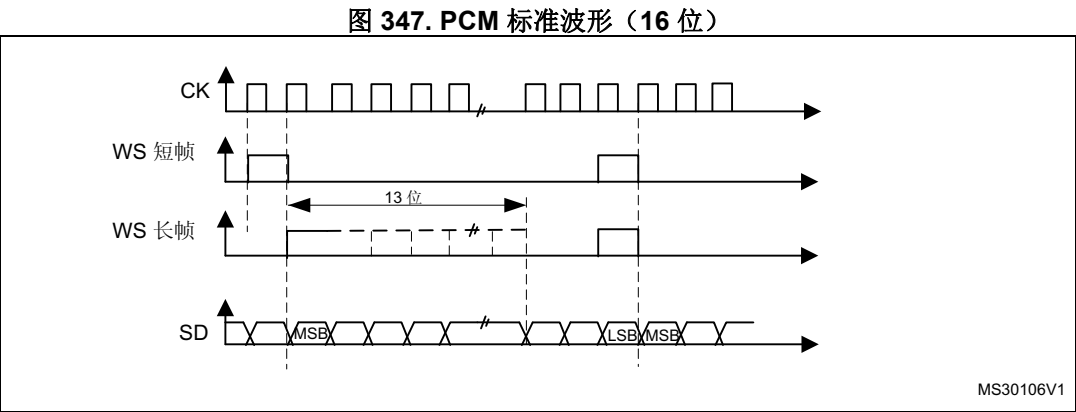 图 347. PCM 标准波形（16 位）
CK
WS 短帧
13 位
WS 长帧
SD
MSB
LSB
MSB
MS30106V1